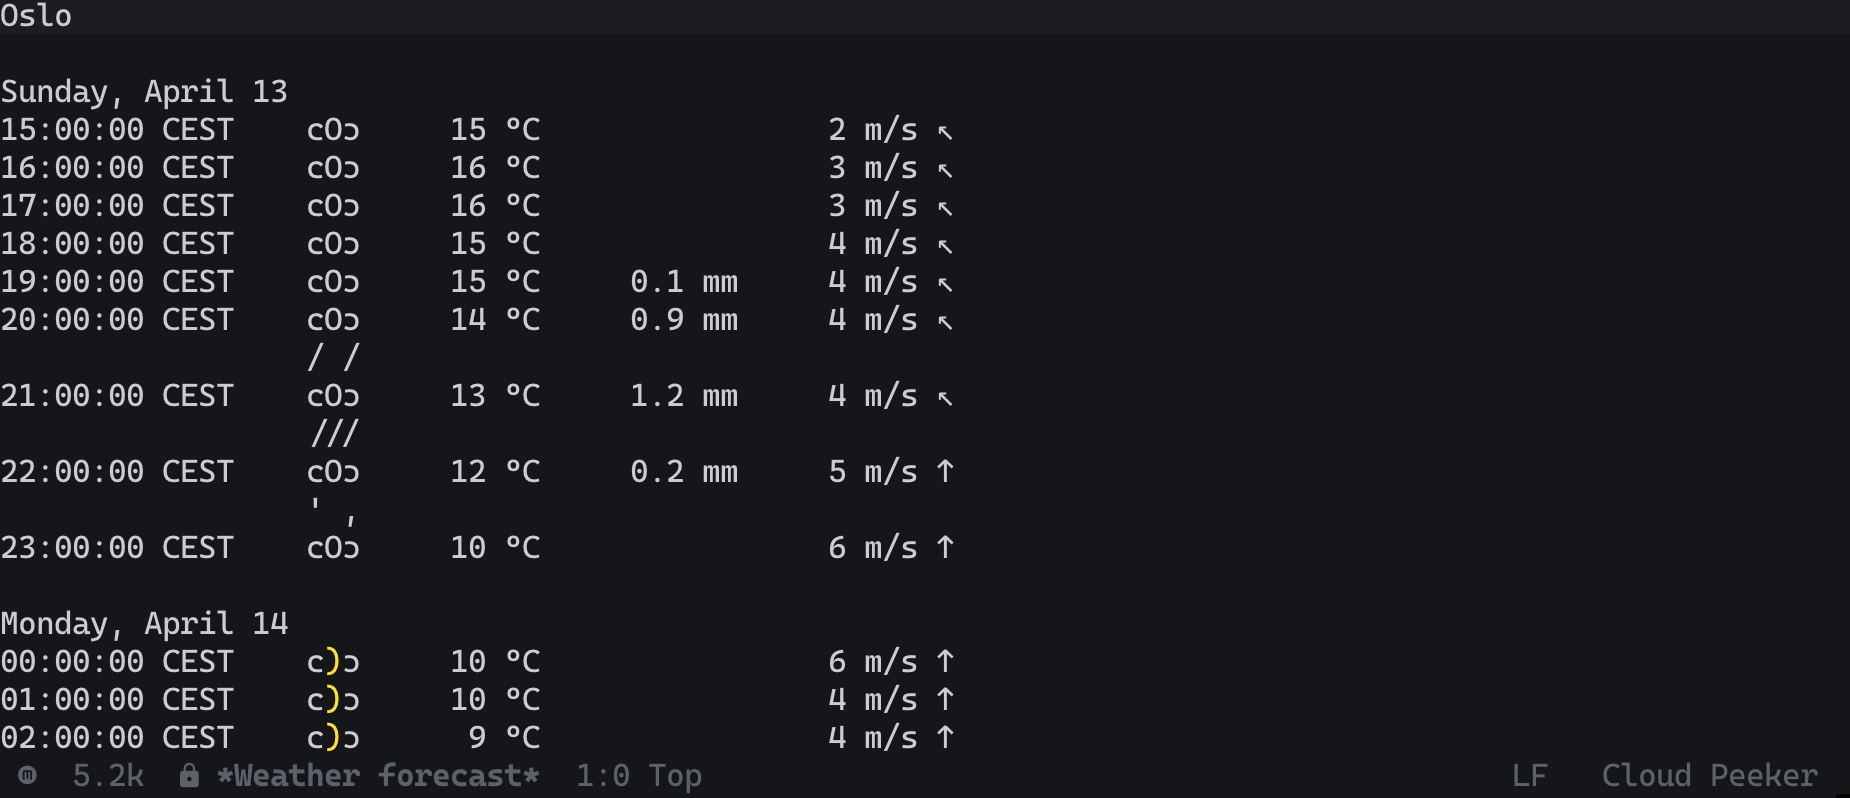 Oslo
Sunday, April 13
15:00:00 CEST    cOɔ     15 °C                2 m/s ↖
16:00:00 CEST    cOɔ     16 °C                3 m/s ↖
17:00:00 CEST    cOɔ     16 °C                3 m/s ↖
18:00:00 CEST    cOɔ     15 °C                4 m/s ↖
19:00:00 CEST    cOɔ     15 °C     0.1 mm     4 m/s ↖
20:00:00 CEST    cOɔ     14 °C     0.9 mm     4 m/s ↖
                 / /
21:00:00 CEST    cOɔ     13 °C     1.2 mm     4 m/s ↖
                 ///
22:00:00 CEST    cOɔ     12 °C     0.2 mm     5 m/s ↑
                 ' ,
23:00:00 CEST    cOɔ     10 °C                6 m/s ↑
Monday, April 14
00:00:00 CEST    c)ɔ     10 °C                6 m/s ↑
01:00:00 CEST    c)ɔ     10 °C                4 m/s ↑
02:00:00 CEST    c)ɔ      9 °C                4 m/s ↑
ⓜ 5.2k *Weather forecast* 1:0 Top LF Cloud Peeker